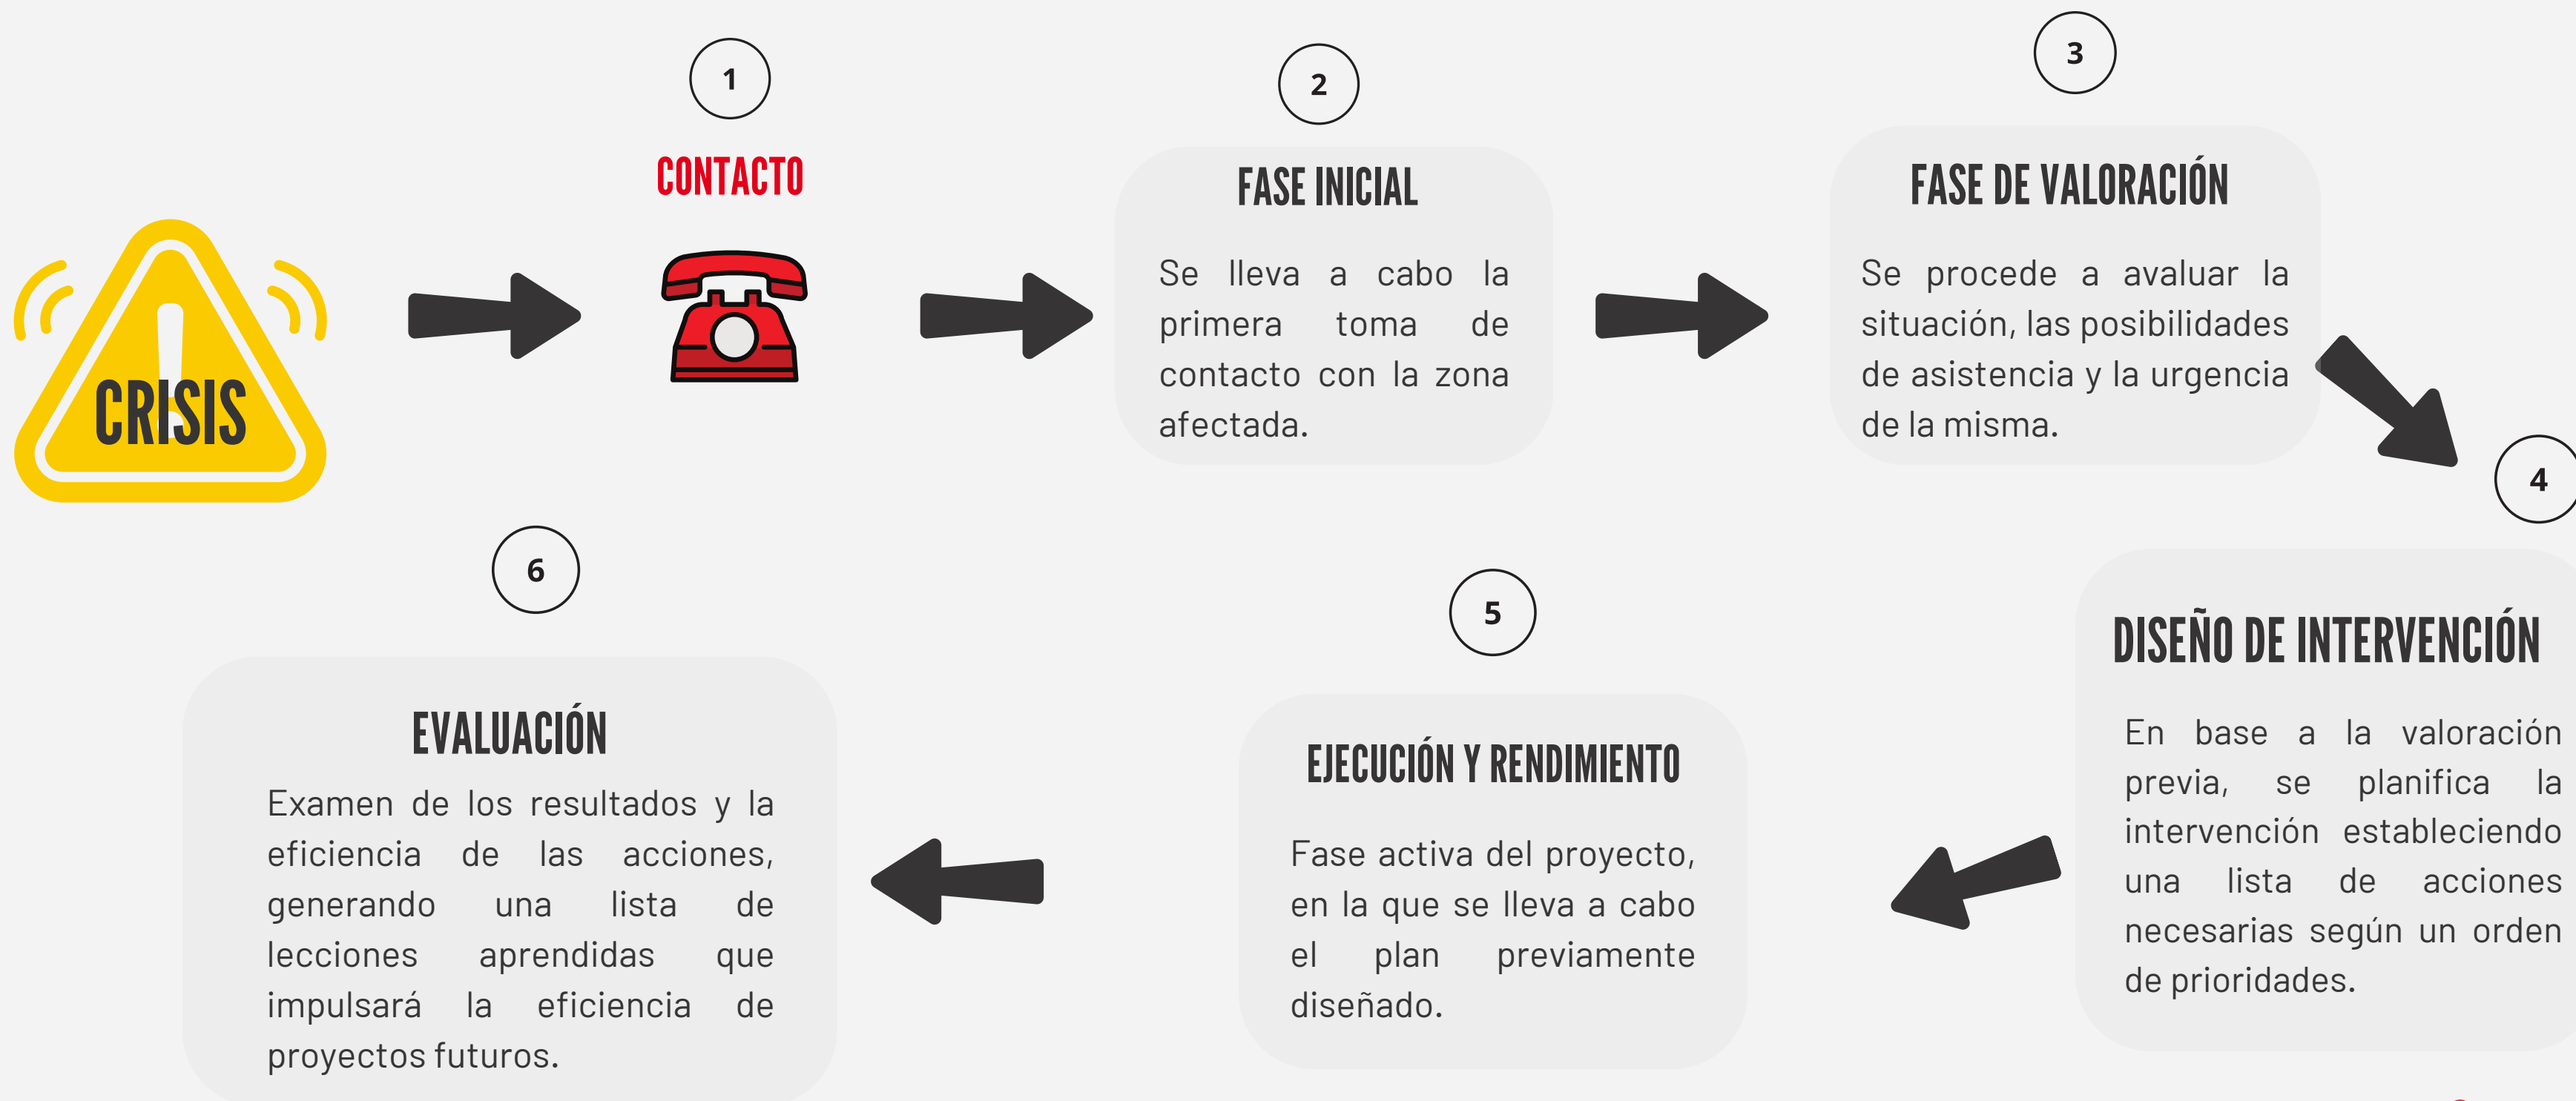 CRISIS
1
CONTACTO
2
FASE INICIAL
Se lleva a cabo la
primera toma de
contacto con la zona
afectada.
3
FASE DE VALORACIÓN
Se procede a avaluar la
situación, las posibilidades
de asistencia y la urgencia
de la misma.
4
DISEÑO DE INTERVENCIÓN
En base a la valoración
previa, se planifica la
intervención estableciendo
una lista de acciones
necesarias según un orden
de prioridades.
5
EJECUCIÓN Y RENDIMIENTO
Fase activa del proyecto,
en la que se lleva a cabo
el plan previamente
diseñado.
6
EVALUACIÓN
Examen de los resultados y la
eficiencia de las acciones,
generando una lista de
lecciones aprendidas que
impulsará la eficiencia de
proyectos futuros.